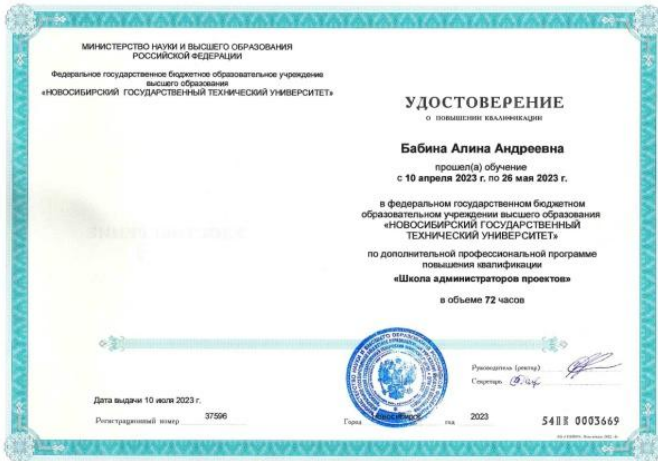 МИНИСТЕРСТВО НАУКИ И ВЫСШЕГО ОБРАЗОВАНИЯ
РОССИЙСКОЙ ФЕДЕРАЦИИ
Федеральное государственное бюджетное образовательное учреждение
высшего образования
«НОВОСИБИРСКИЙ ГОСУДАРСТВЕННЫЙ ТЕХНИЧЕСКИЙ УНИВЕРСИТЕТ»
Дата выдачи 10 июля 2023 г.
Регистрационный номер 37596
УДОСТОВЕРЕНИЕ
О ПОВЫШЕНИИ КВАЛИФИКАЦИИ
Бабина Алина Андреевна
прошел(а) обучение
с 10 апреля 2023 г. по 26 мая 2023 г.
в федеральном государственном бюджетном
образовательном учреждении высшего образования
«НОВОСИБИРСКИЙ ГОСУДАРСТВЕННЫЙ
ТЕХНИЧЕСКИЙ УНИВЕРСИТЕТ»
по дополнительной профессиональной программе
повышения квалификации
«Школа администраторов проектов»
в объеме 72 часов
Руководитель (ректор)
Секретарь
Город Новосибирск год 2023
54ПК 0003669